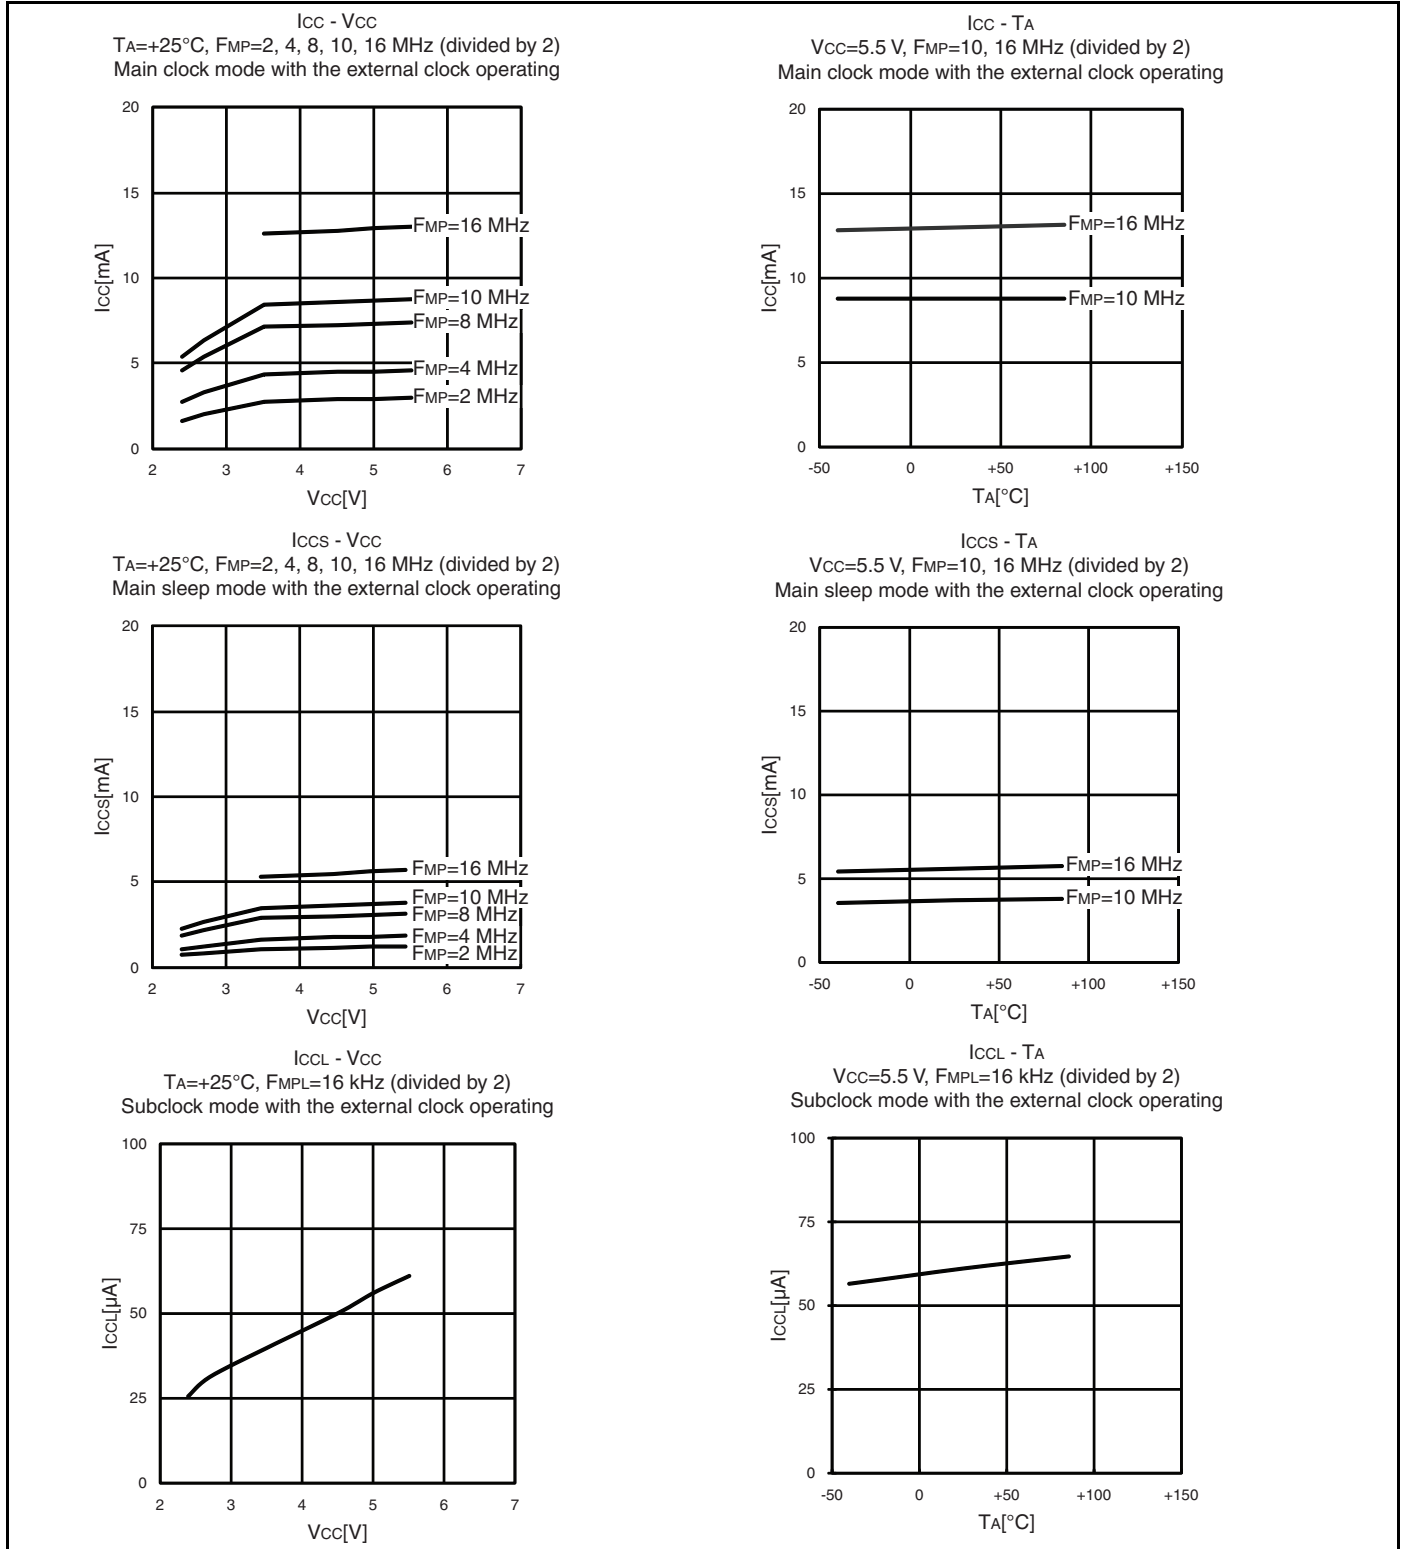 ICC - VCC
TA=+25°C, FMP=2, 4, 8, 10, 16 MHz (divided by 2)
Main clock mode with the external clock operating
20
15
10
5
0
ICC[mA]
FMP=16 MHz
FMP=10 MHz
FMP=8 MHz
FMP=4 MHz
FMP=2 MHz
2 3 4 5 6 7
VCC[V]
ICC - TA
VCC=5.5 V, FMP=10, 16 MHz (divided by 2)
Main clock mode with the external clock operating
20
15
10
5
0
ICC[mA]
FMP=16 MHz
FMP=10 MHz
-50 0 +50 +100 +150
TA[°C]
ICCS - VCC
TA=+25°C, FMP=2, 4, 8, 10, 16 MHz (divided by 2)
Main sleep mode with the external clock operating
20
15
10
5
0
ICCS[mA]
FMP=16 MHz
FMP=10 MHz
FMP=8 MHz
FMP=4 MHz
FMP=2 MHz
2 3 4 5 6 7
VCC[V]
ICCS - TA
VCC=5.5 V, FMP=10, 16 MHz (divided by 2)
Main sleep mode with the external clock operating
20
15
10
5
0
ICCS[mA]
FMP=16 MHz
FMP=10 MHz
-50 0 +50 +100 +150
TA[°C]
ICCL - VCC
TA=+25°C, FMPL=16 kHz (divided by 2)
Subclock mode with the external clock operating
100
75
50
25
0
ICCL[µA]
2 3 4 5 6 7
VCC[V]
ICCL - TA
VCC=5.5 V, FMPL=16 kHz (divided by 2)
Subclock mode with the external clock operating
100
75
50
25
0
ICCL[µA]
-50 0 +50 +100 +150
TA[°C]